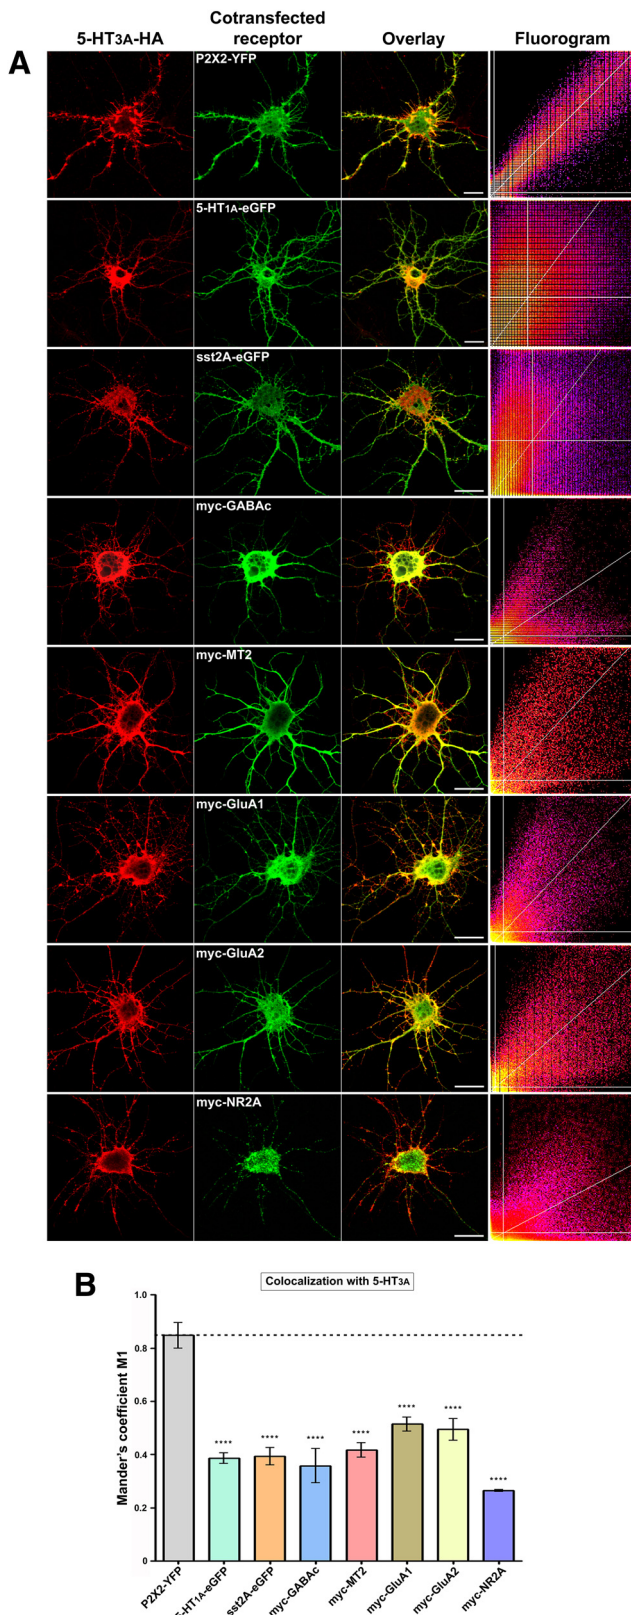 5-HT3A-HA
Cotransfected
receptor
Overlay
Fluorogram
A
P2X2-YFP
5-HT1A-eGFP
sst2A-eGFP
myc-GABAc
myc-MT2
myc-GluA1
myc-GluA2
myc-NR2A
B
Colocalization with 5-HT3A
Mander's coefficient M1
1.0
0.8
0.6
0.4
0.2
0
****
****
****
****
****
****
****
P2X2-YFP
5-HT1A-eGFP
sst2A-eGFP
myc-GABAc
myc-MT2
myc-GluA1
myc-GluA2
myc-NR2A